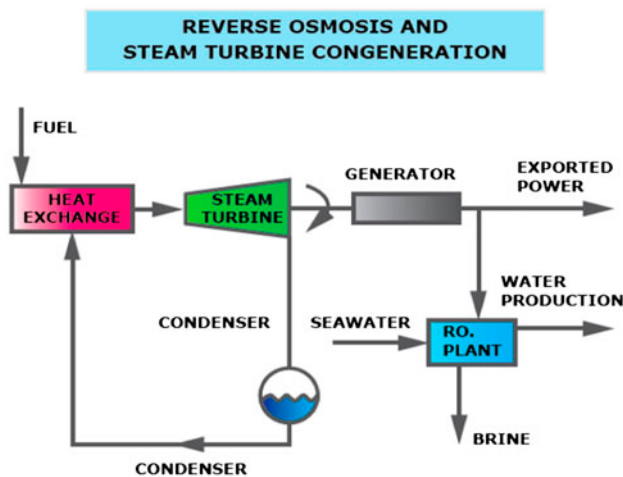 REVERSE OSMOSIS AND
STEAM TURBINE CONGENERATION
FUEL
HEAT
EXCHANGE
STEAM
TURBINE
GENERATOR
EXPORTED
POWER
WATER
PRODUCTION
CONDENSER
SEAWATER
RO.
PLANT
BRINE
CONDENSER